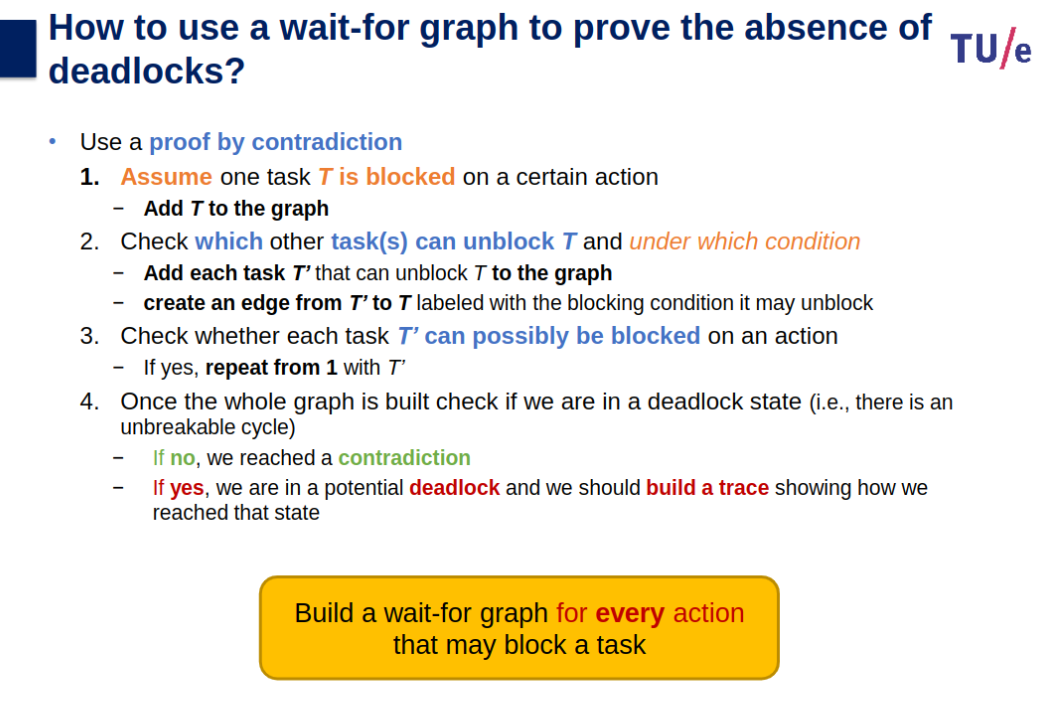 How to use a wait-for graph to prove the absence of
deadlocks?
TU/e
• Use a proof by contradiction
1. Assume one task T is blocked on a certain action
– Add T to the graph
2. Check which other task(s) can unblock T and under which condition
– Add each task T’ that can unblock T to the graph
– create an edge from T’ to T labeled with the blocking condition it may unblock
3. Check whether each task T’ can possibly be blocked on an action
– If yes, repeat from 1 with T’
4. Once the whole graph is built check if we are in a deadlock state (i.e., there is an
unbreakable cycle)
– If no, we reached a contradiction
– If yes, we are in a potential deadlock and we should build a trace showing how we
reached that state
Build a wait-for graph for every action
that may block a task